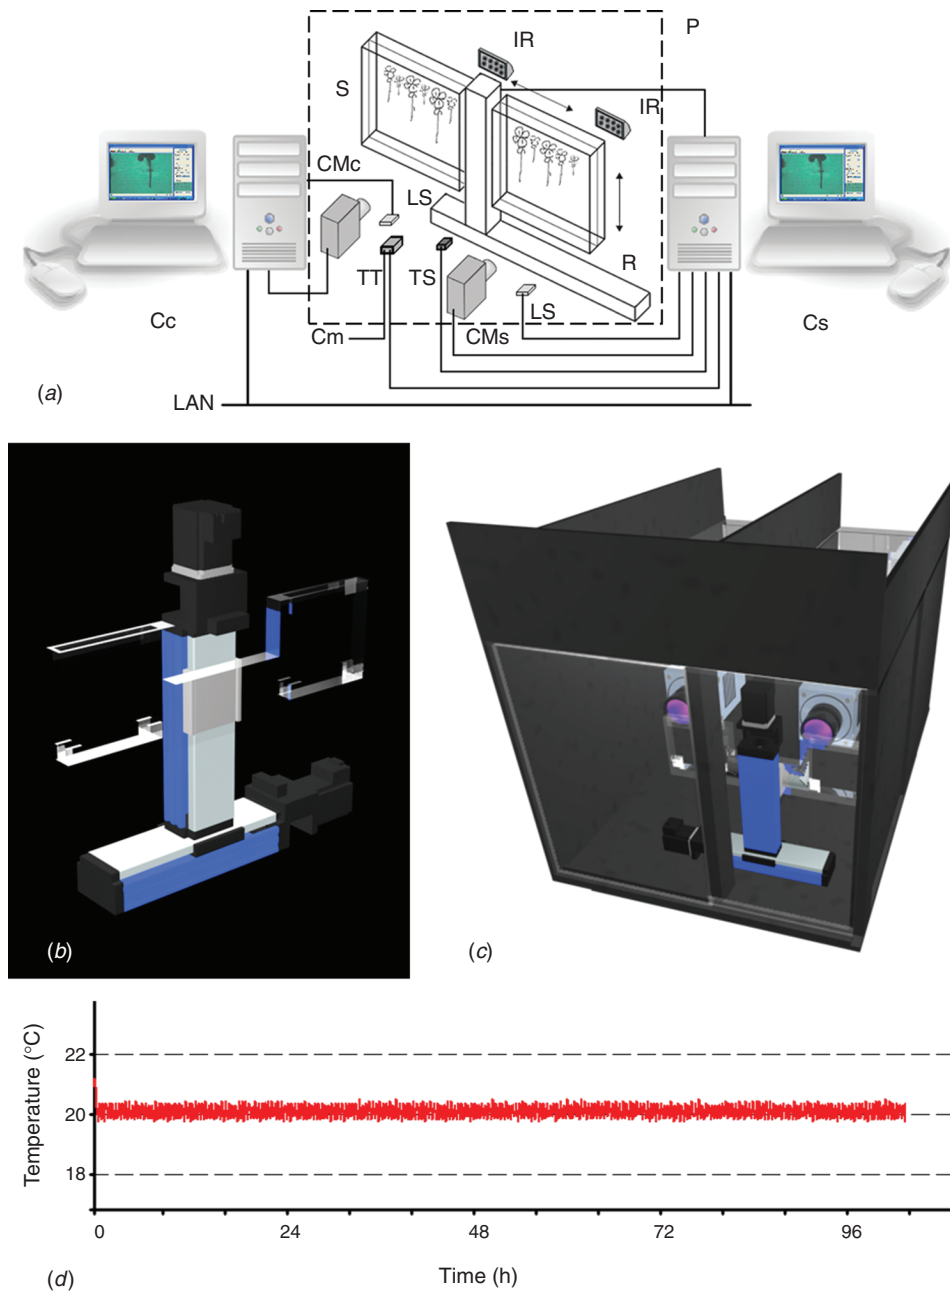 P
IR
S
IR
CMc
LS
R
TT
TS
LS
Cc
Cm
CMs
Cs
(a)
LAN
(b)
(c)
Temperature (°C)
22
20
18
0
24
48
72
96
Time (h)
(d)